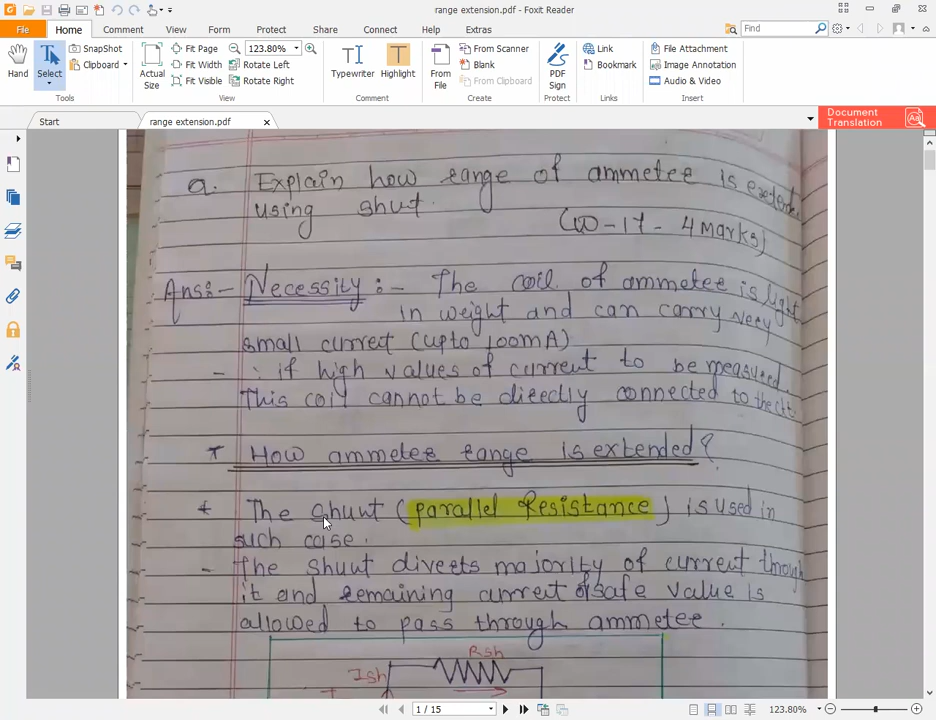 range extension.pdf - Foxit Reader
File Home Comment View Form Protect Share Connect Help Extras
Find
Hand
Select
SnapShot
Clipboard
Actual Size
Fit Page
Fit Width
Fit Visible
123.80%
Rotate Left
Rotate Right
Typewriter
Highlight
From File
From Scanner
Blank
From Clipboard
PDF Sign
Link
Bookmark
File Attachment
Image Annotation
Audio & Video
Tools View Comment Create Protect Links Insert
Start
range extension.pdf
Document Translation
Q. Explain how range of ammeter is
using shut.
(W-17 - 4 Marks)
Ans:- Necessity :- The coil of ammeter is light
in weight and can carry very
small current (upto 100mA)
- ∴ if high values of current to be measured.
This coil cannot be directly connected to the ckt.
* How ammeter range is extended?
* The shunt (parallel Resistance) is used in
such case.
- The shunt diverts majority of current through
it and remaining current of safe value is
allowed to pass through ammeter.
Rsh
Ish
1 / 15
123.80%